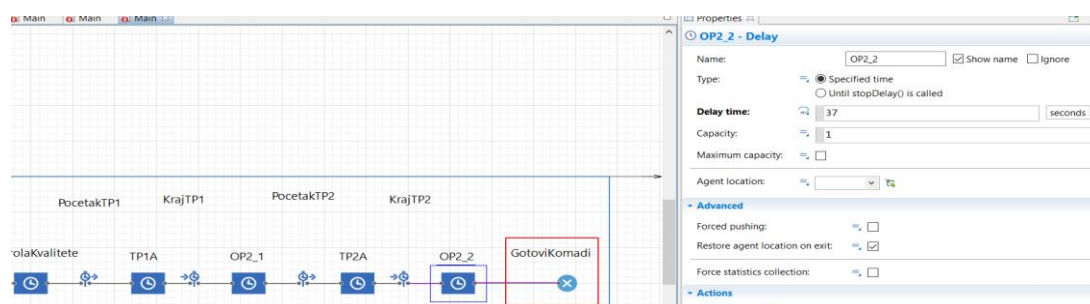 Main
Main
Main
Properties
OP2_2 - Delay
Name:
OP2_2
Show name
Ignore
Type:
Specified time
Until stopDelay() is called
Delay time:
37
seconds
Capacity:
1
Maximum capacity:
Agent location:
Advanced
Forced pushing:
Restore agent location on exit:
Force statistics collection:
Actions
PocetakTP1
KrajTP1
PocetakTP2
KrajTP2
rolaKvalitete
TP1A
OP2_1
TP2A
OP2_2
GotoviKomadi